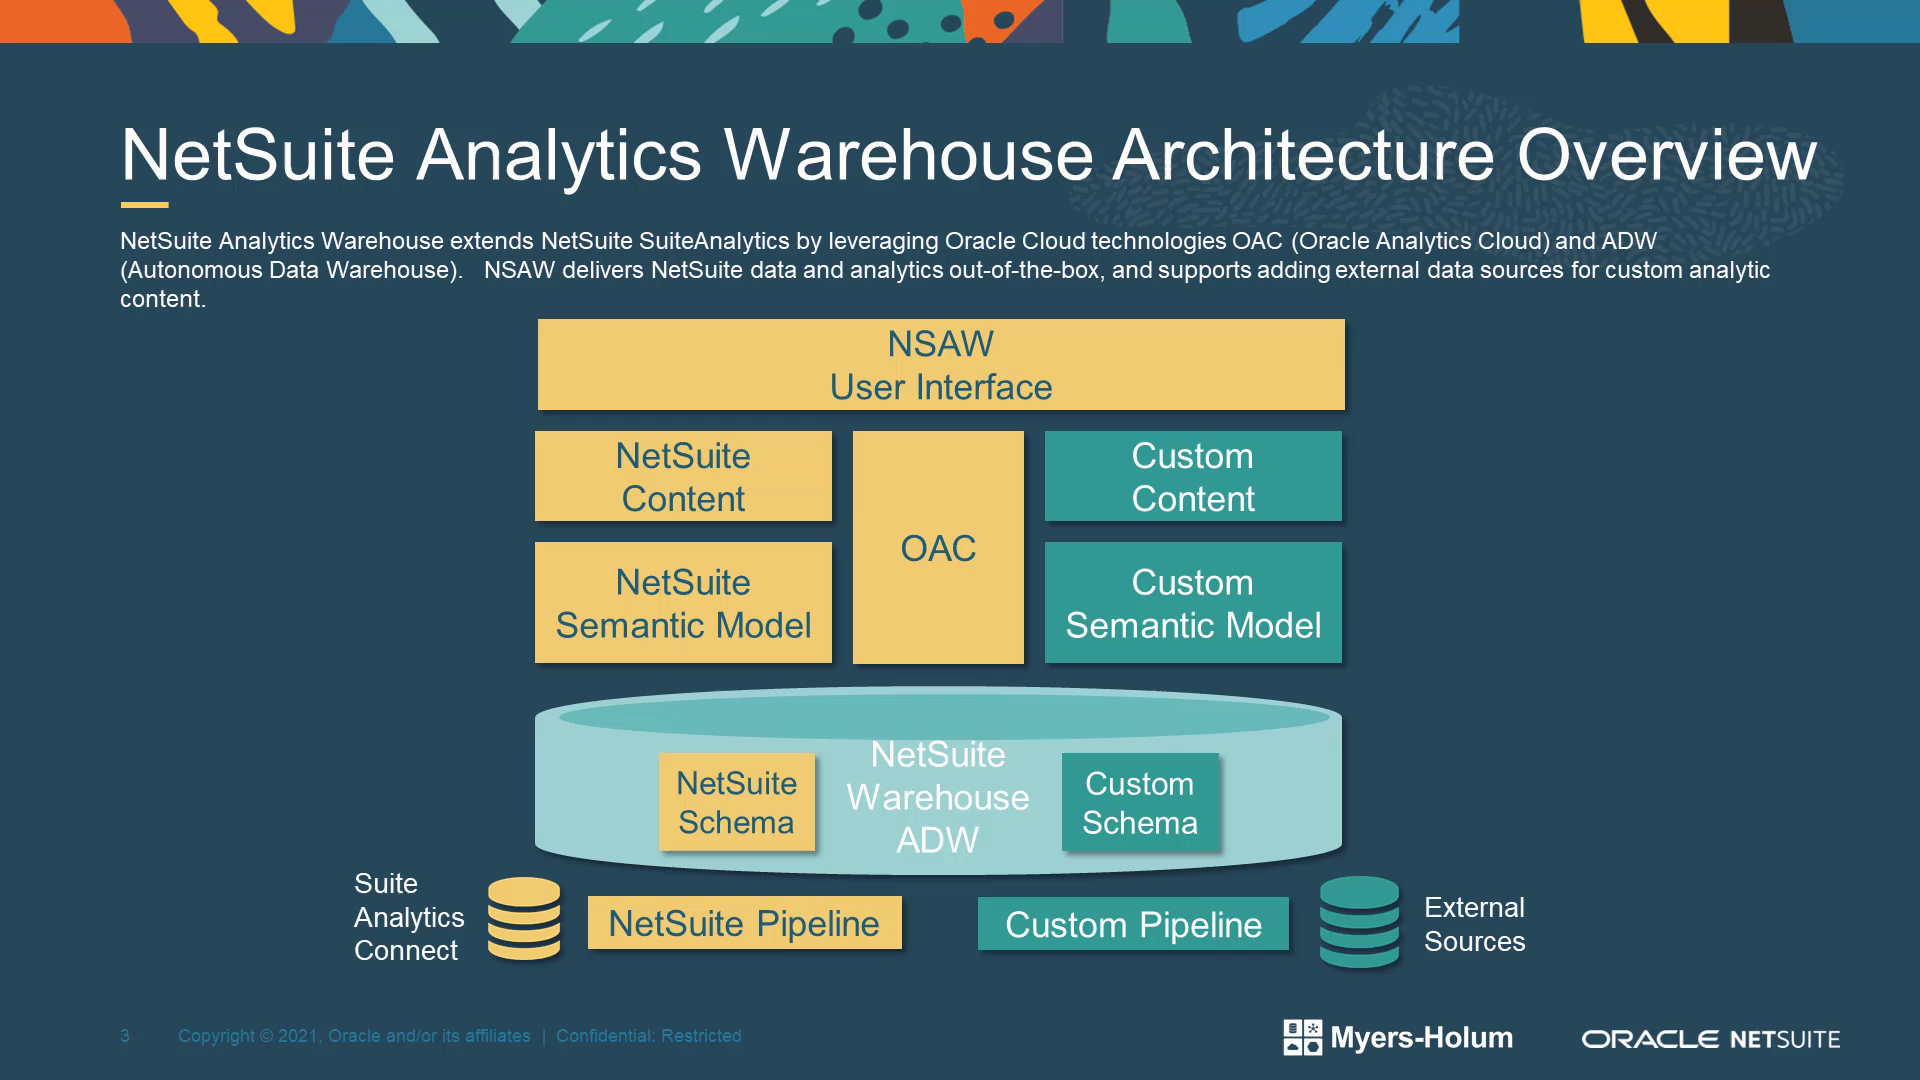 NetSuite Analytics Warehouse Architecture Overview
NetSuite Analytics Warehouse extends NetSuite SuiteAnalytics by leveraging Oracle Cloud technologies OAC (Oracle Analytics Cloud) and ADW
(Autonomous Data Warehouse). NSAW delivers NetSuite data and analytics out-of-the-box, and supports adding external data sources for custom analytic
content.
NSAW
User Interface
NetSuite
Content
OAC
Custom
Content
NetSuite
Semantic Model
Custom
Semantic Model
NetSuite
Schema
NetSuite
Warehouse
ADW
Custom
Schema
Suite
Analytics
Connect
NetSuite Pipeline
Custom Pipeline
External
Sources
3 Copyright © 2021, Oracle and/or its affiliates | Confidential: Restricted
Myers-Holum
ORACLE NETSUITE